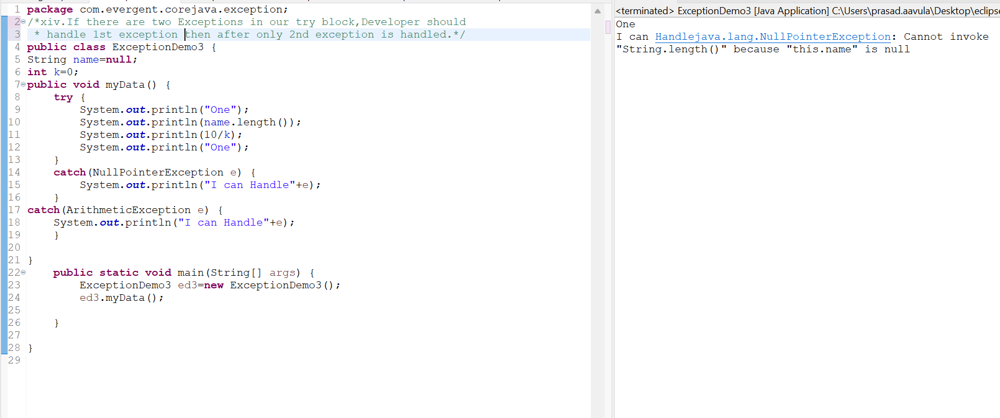 1 package com.evergent.corejava.exception;
2 /*xiv.If there are two Exceptions in our try block,Developer should
3  * handle 1st exception then after only 2nd exception is handled.*/
4 public class ExceptionDemo3 {
5 String name=null;
6 int k=0;
7 public void myData() {
8     try {
9         System.out.println("One");
10         System.out.println(name.length());
11         System.out.println(10/k);
12         System.out.println("One");
13     }
14     catch(NullPointerException e) {
15         System.out.println("I can Handle"+e);
16     }
17 catch(ArithmeticException e) {
18     System.out.println("I can Handle"+e);
19     }
20
21 }
22     public static void main(String[] args) {
23         ExceptionDemo3 ed3=new ExceptionDemo3();
24         ed3.myData();
25
26     }
27
28 }
29
<terminated> ExceptionDemo3 [Java Application] C:\Users\prasad.aavula\Desktop\eclipse
One
I can Handlejava.lang.NullPointerException: Cannot invoke
"String.length()" because "this.name" is null